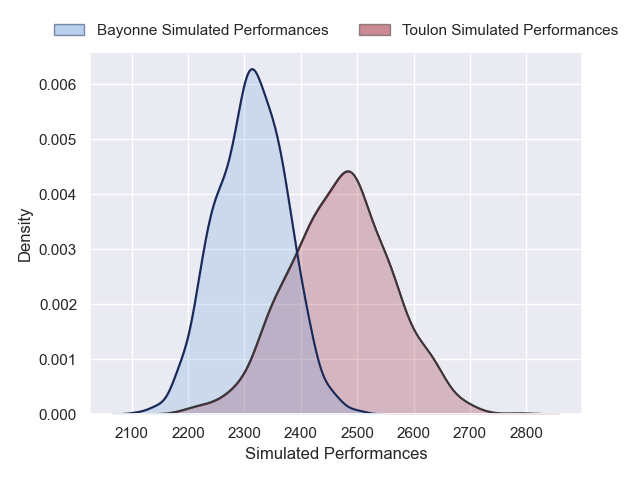 Bayonne Simulated Performances Toulon Simulated Performances
0.006
0.005
0.004
0.003
0.002
0.001
0.000
Density
2100 2200 2300 2400 2500 2600 2700 2800
Simulated Performances